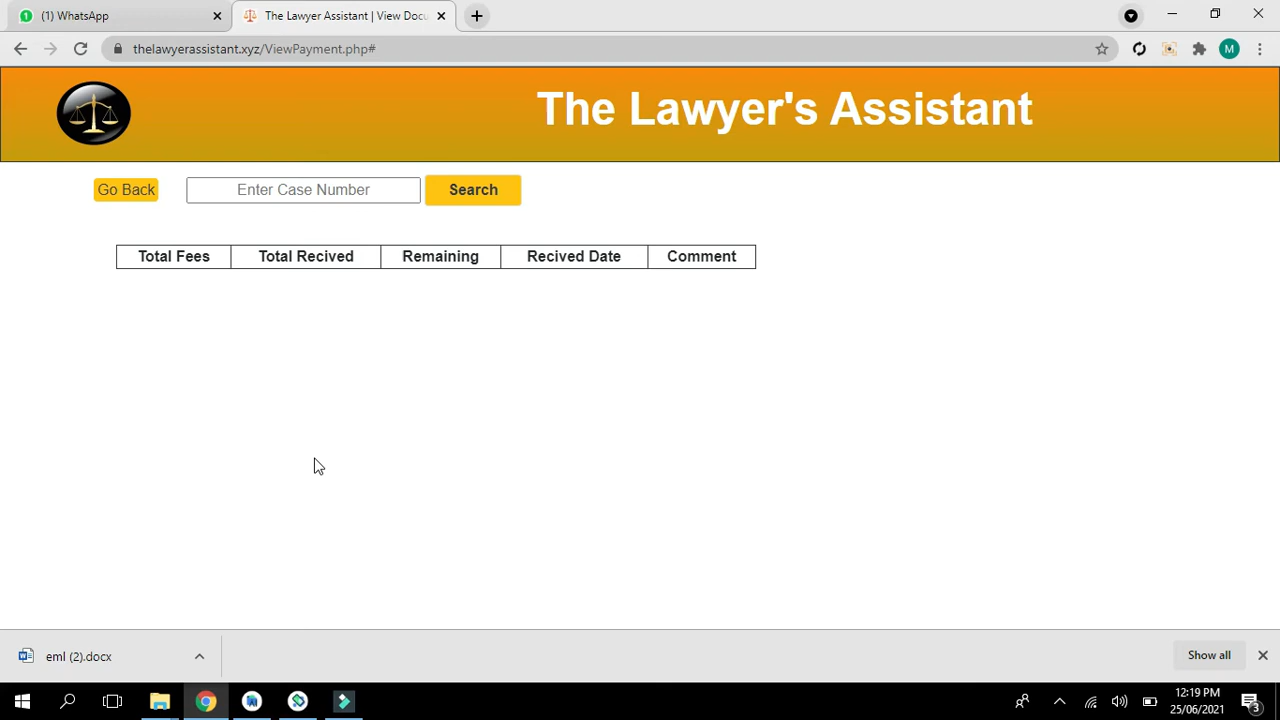 (1) WhatsApp
The Lawyer Assistant | View Docu
thelawyerassistant.xyz/ViewPayment.php#
M
The Lawyer's Assistant
Go Back
Enter Case Number
Search
Total Fees
Total Recived
Remaining
Recived Date
Comment
eml (2).docx
Show all
12:19 PM
25/06/2021
3